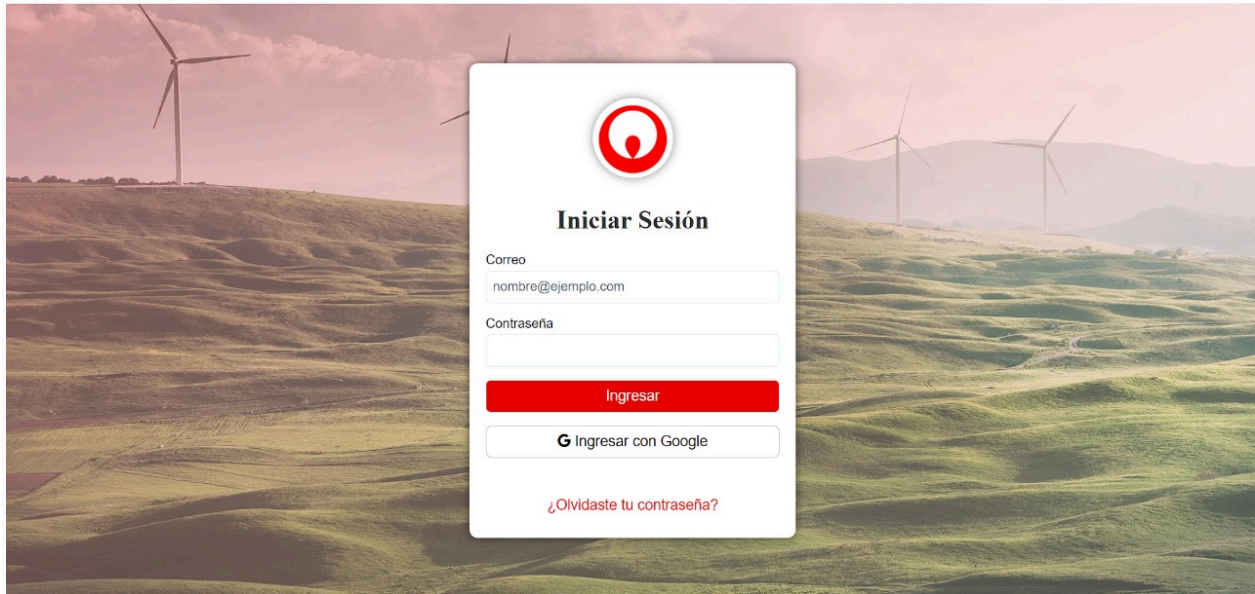 Iniciar Sesión
Correo
nombre@ejemplo.com
Contraseña
Ingresar
G Ingresar con Google
¿Olvidaste tu contraseña?